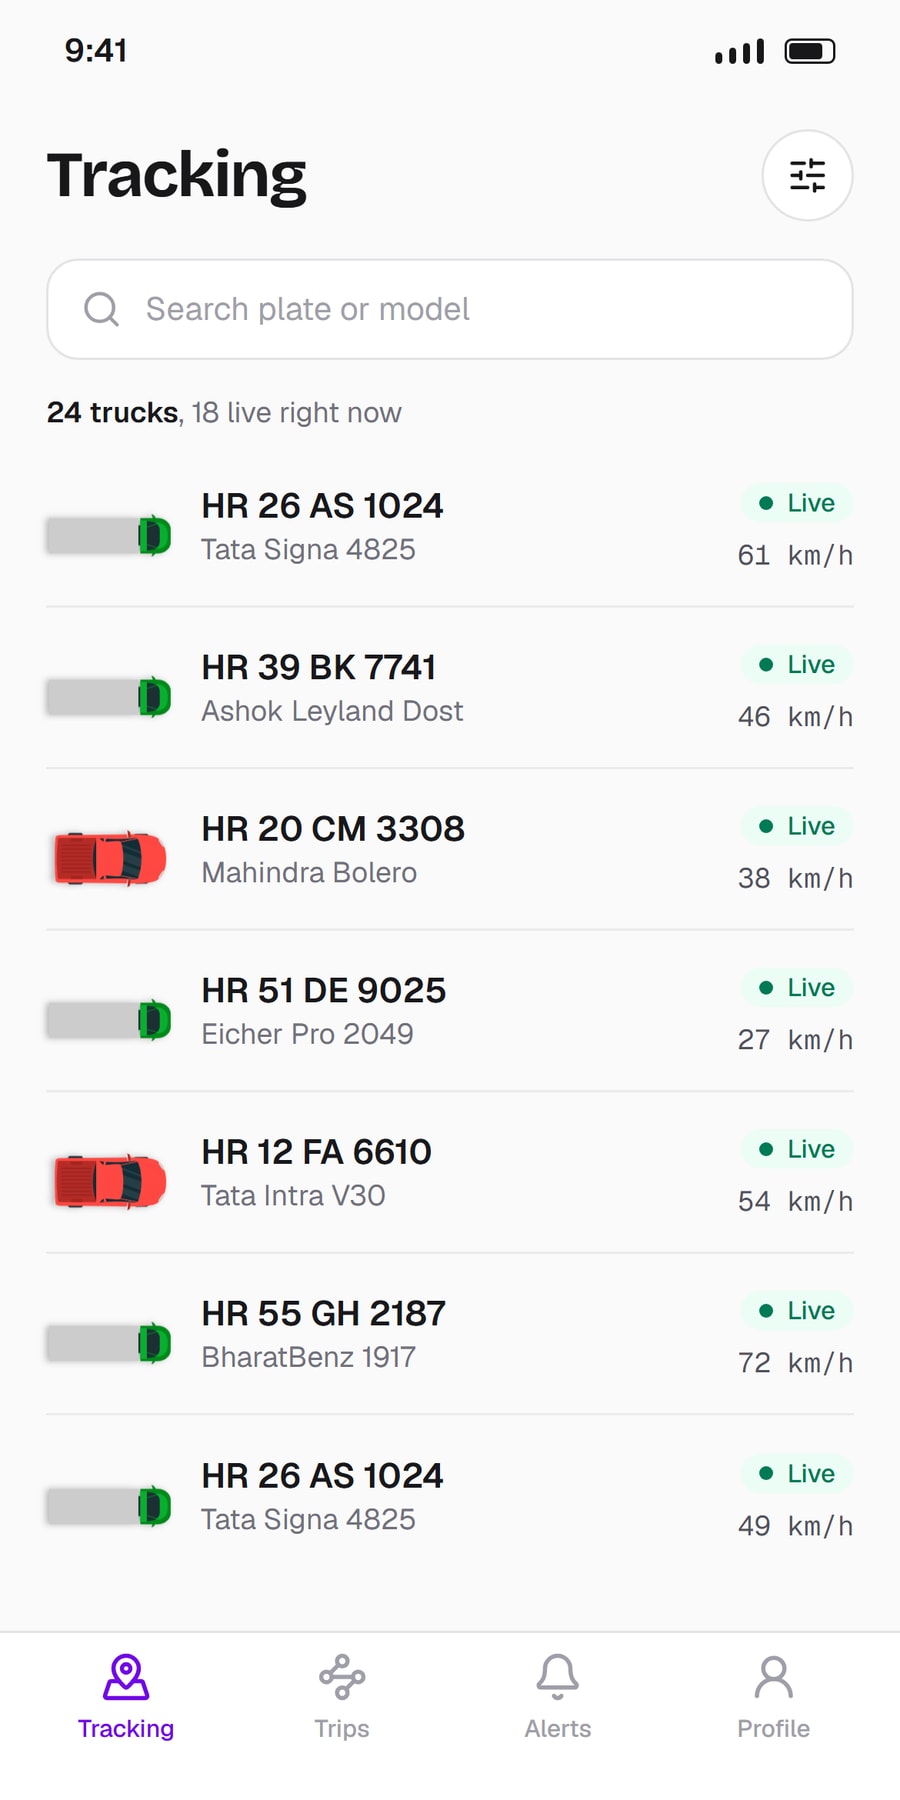 9:41
Tracking
Search plate or model
24 trucks, 18 live right now
HR 26 AS 1024
Live
Tata Signa 4825
61 km/h
HR 39 BK 7741
Live
Ashok Leyland Dost
46 km/h
HR 20 CM 3308
Live
Mahindra Bolero
38 km/h
HR 51 DE 9025
Live
Eicher Pro 2049
27 km/h
HR 12 FA 6610
Live
Tata Intra V30
54 km/h
HR 55 GH 2187
Live
BharatBenz 1917
72 km/h
HR 26 AS 1024
Live
Tata Signa 4825
49 km/h
Tracking
Trips
Alerts
Profile